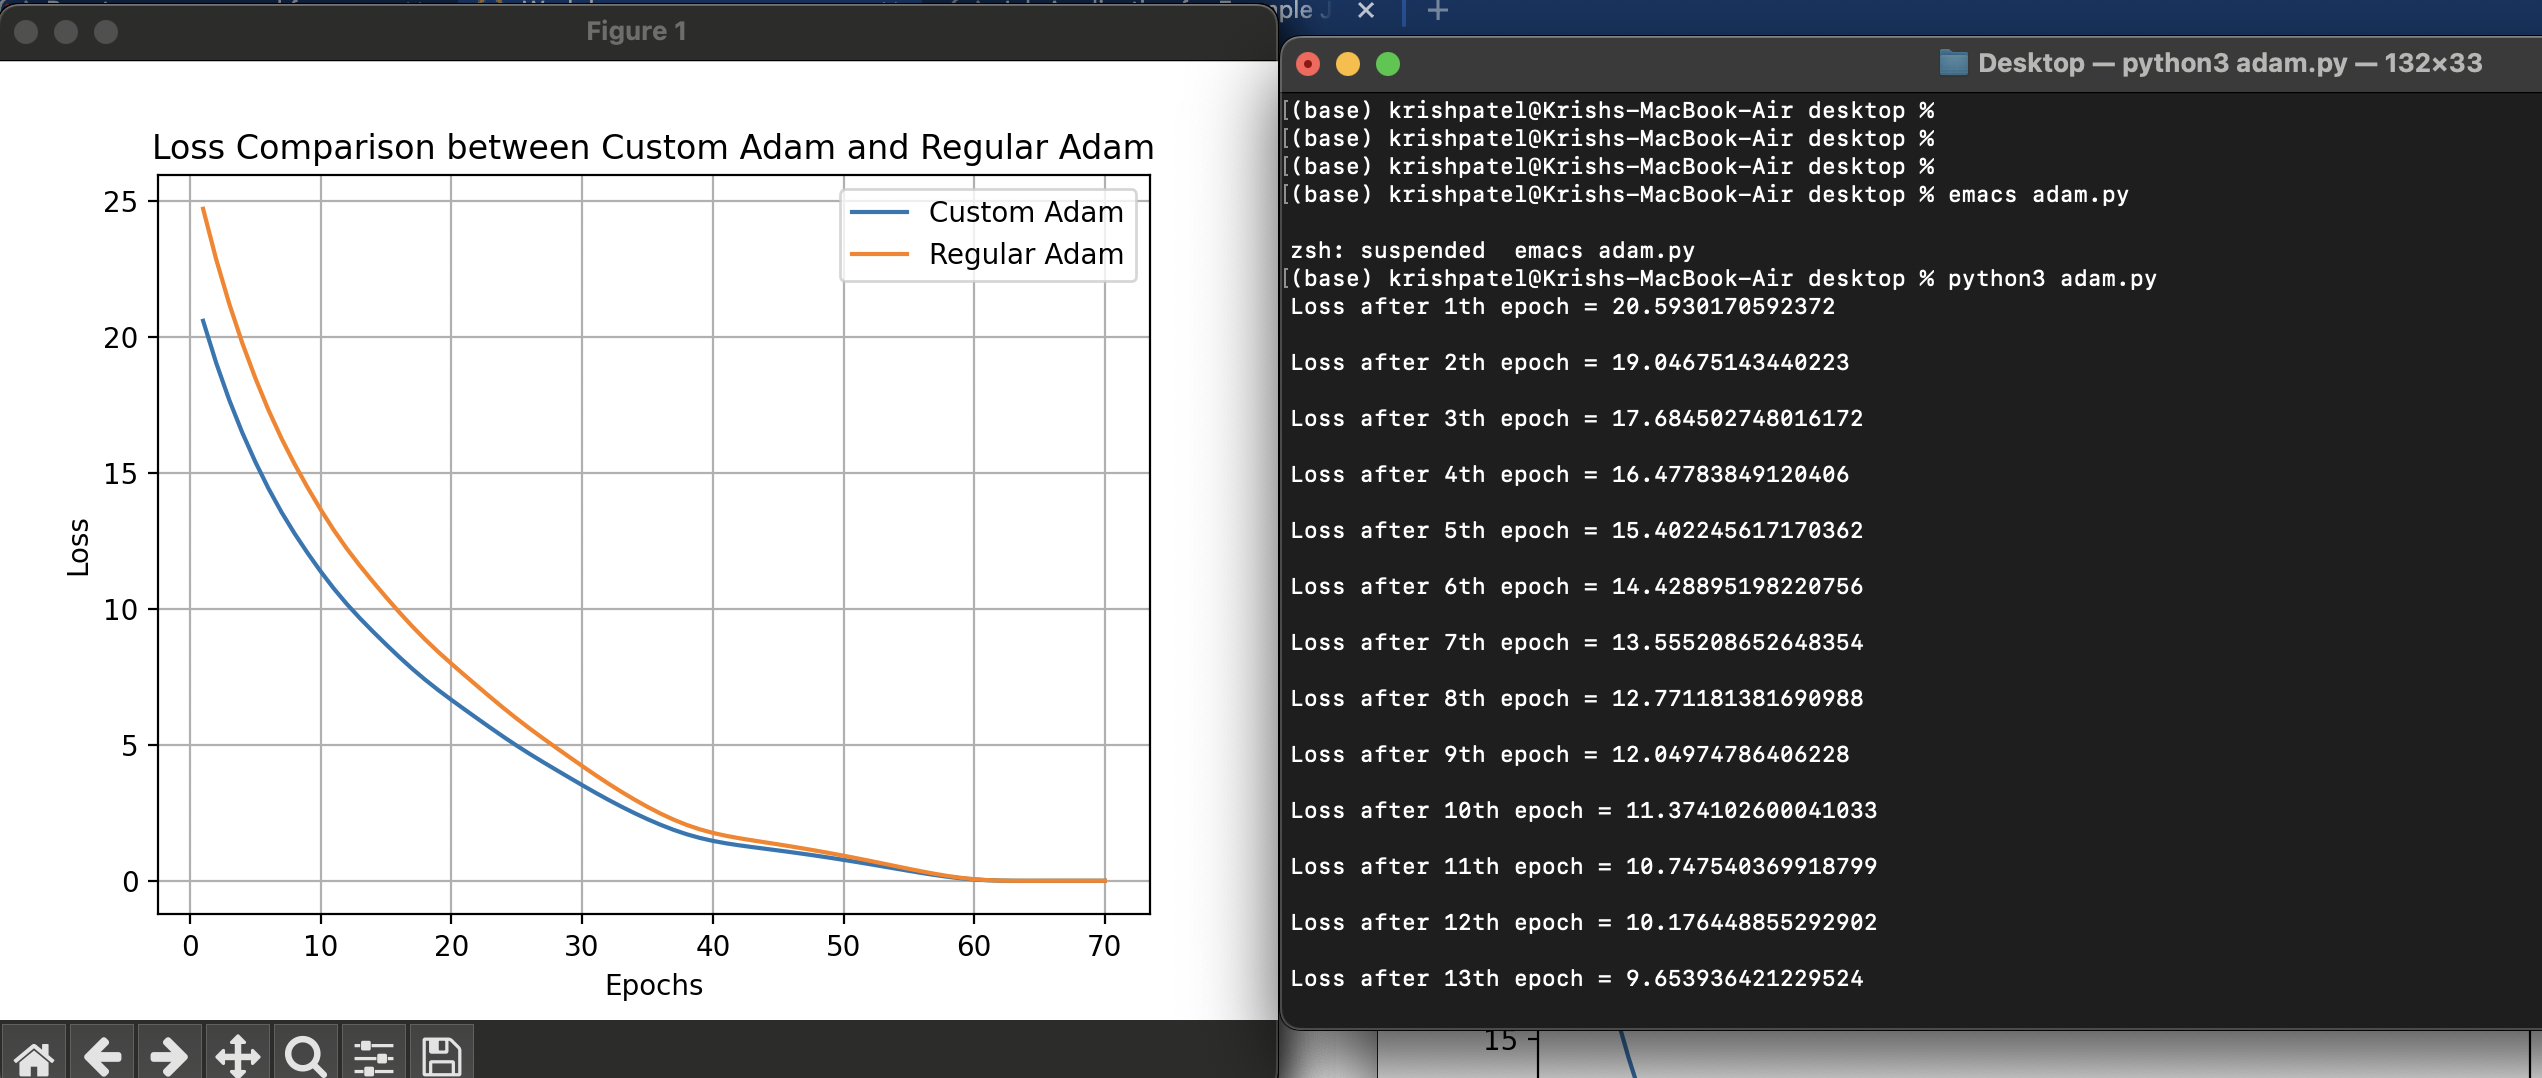 Figure 1
Loss Comparison between Custom Adam and Regular Adam
Custom Adam
Regular Adam
25
20
15
10
5
0
Loss
0 10 20 30 40 50 60 70
Epochs
Desktop — python3 adam.py — 132×33
(base) krishpatel@Krishs-MacBook-Air desktop %
(base) krishpatel@Krishs-MacBook-Air desktop %
(base) krishpatel@Krishs-MacBook-Air desktop %
(base) krishpatel@Krishs-MacBook-Air desktop % emacs adam.py
zsh: suspended  emacs adam.py
(base) krishpatel@Krishs-MacBook-Air desktop % python3 adam.py
Loss after 1th epoch = 20.5930170592372
Loss after 2th epoch = 19.04675143440223
Loss after 3th epoch = 17.684502748016172
Loss after 4th epoch = 16.47783849120406
Loss after 5th epoch = 15.402245617170362
Loss after 6th epoch = 14.428895198220756
Loss after 7th epoch = 13.555208652648354
Loss after 8th epoch = 12.771181381690988
Loss after 9th epoch = 12.04974786406228
Loss after 10th epoch = 11.374102600041033
Loss after 11th epoch = 10.747540369918799
Loss after 12th epoch = 10.176448855292902
Loss after 13th epoch = 9.653936421229524
15